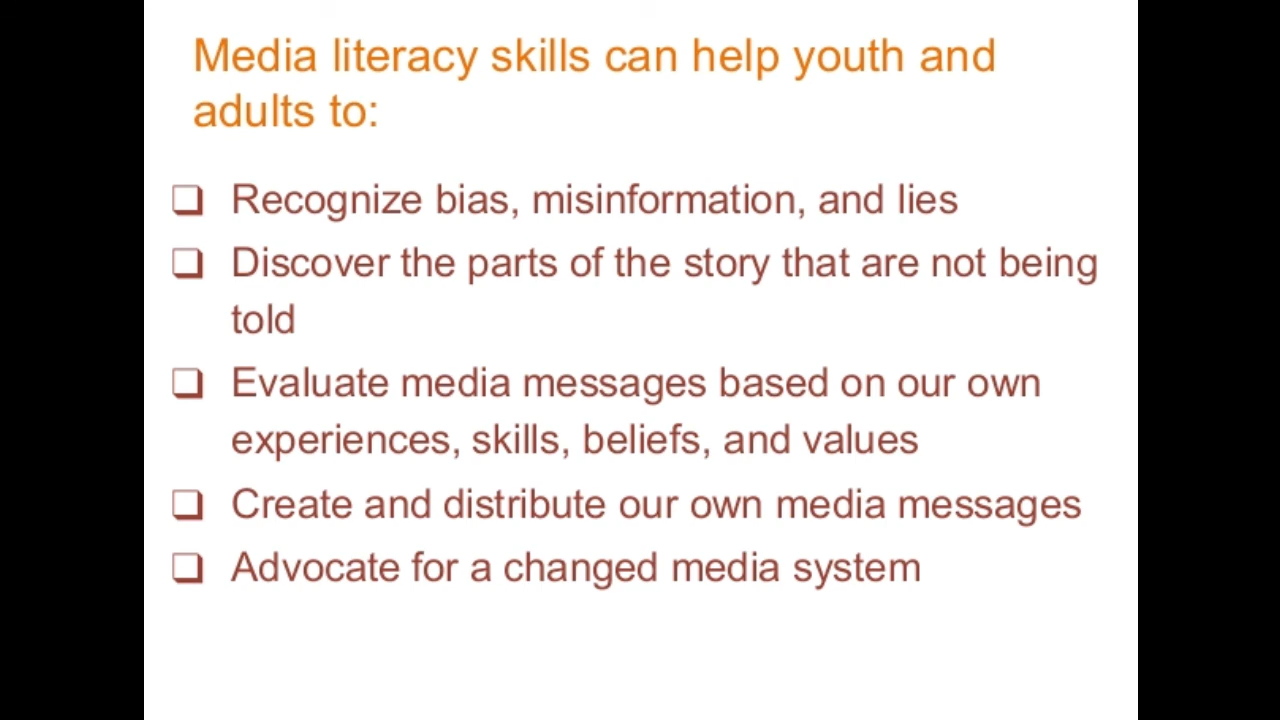 Media literacy skills can help youth and
adults to:
Recognize bias, misinformation, and lies
Discover the parts of the story that are not being
told
Evaluate media messages based on our own
experiences, skills, beliefs, and values
Create and distribute our own media messages
Advocate for a changed media system